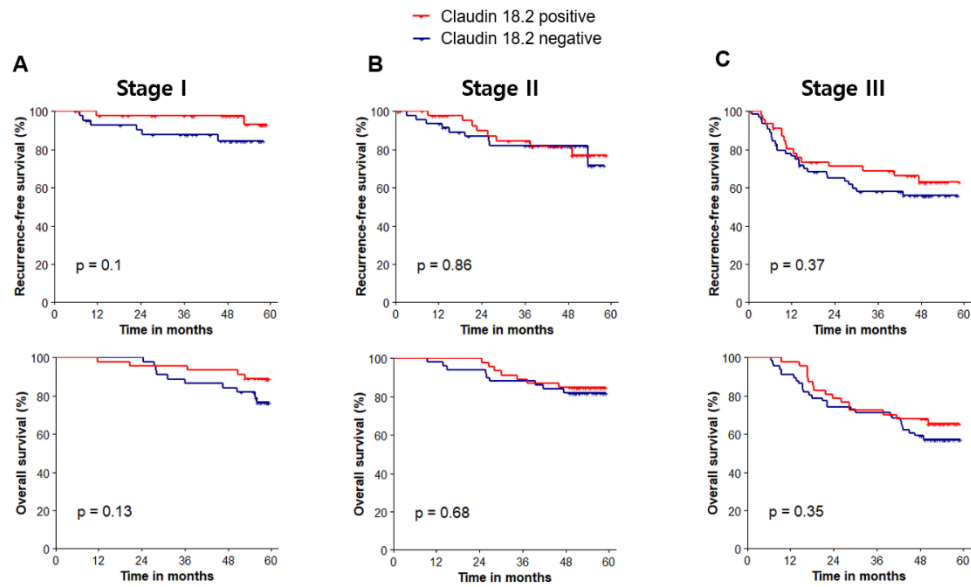 Claudin 18.2 positive
Claudin 18.2 negative
A
Stage I
B
Stage II
C
Stage III
Recurrence-free survival (%)
100
80
60
40
20
0
p = 0.1
0 12 24 36 48 60
Time in months
Recurrence-free survival (%)
100
80
60
40
20
0
p = 0.86
0 12 24 36 48 60
Time in months
Recurrence-free survival (%)
100
80
60
40
20
0
p = 0.37
0 12 24 36 48 60
Time in months
Overall survival (%)
100
80
60
40
20
0
p = 0.13
0 12 24 36 48 60
Time in months
Overall survival (%)
100
80
60
40
20
0
p = 0.68
0 12 24 36 48 60
Time in months
Overall survival (%)
100
80
60
40
20
0
p = 0.35
0 12 24 36 48 60
Time in months